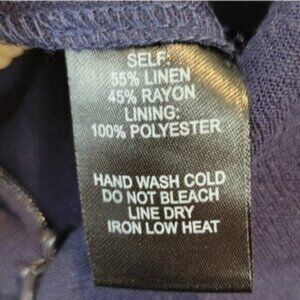 SELF:
55% LINEN
45% RAYON
LINING:
100% POLYESTER
HAND WASH COLD
DO NOT BLEACH
LINE DRY
IRON LOW HEAT